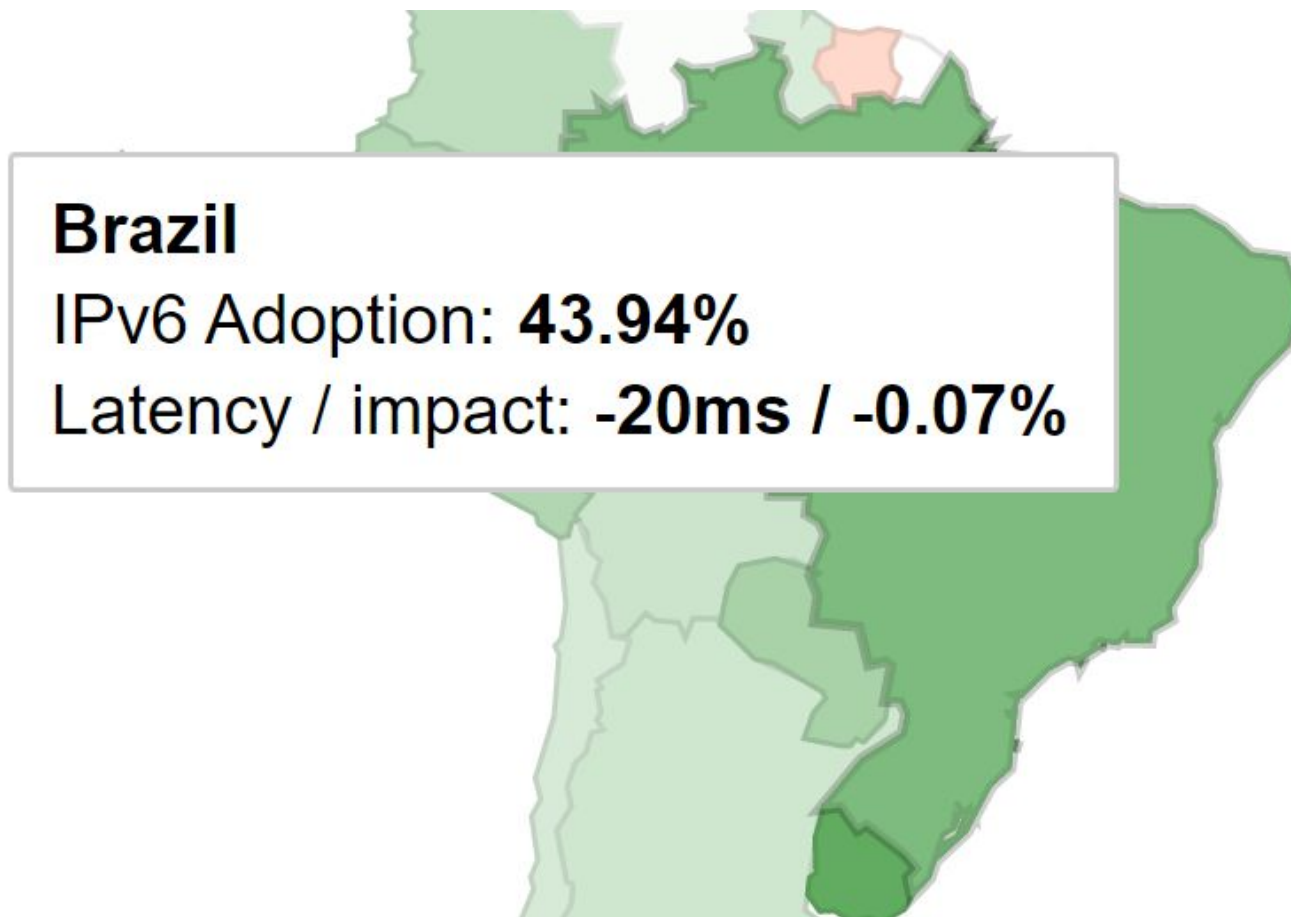 Brazil
IPv6 Adoption: 43.94%
Latency / impact: -20ms / -0.07%